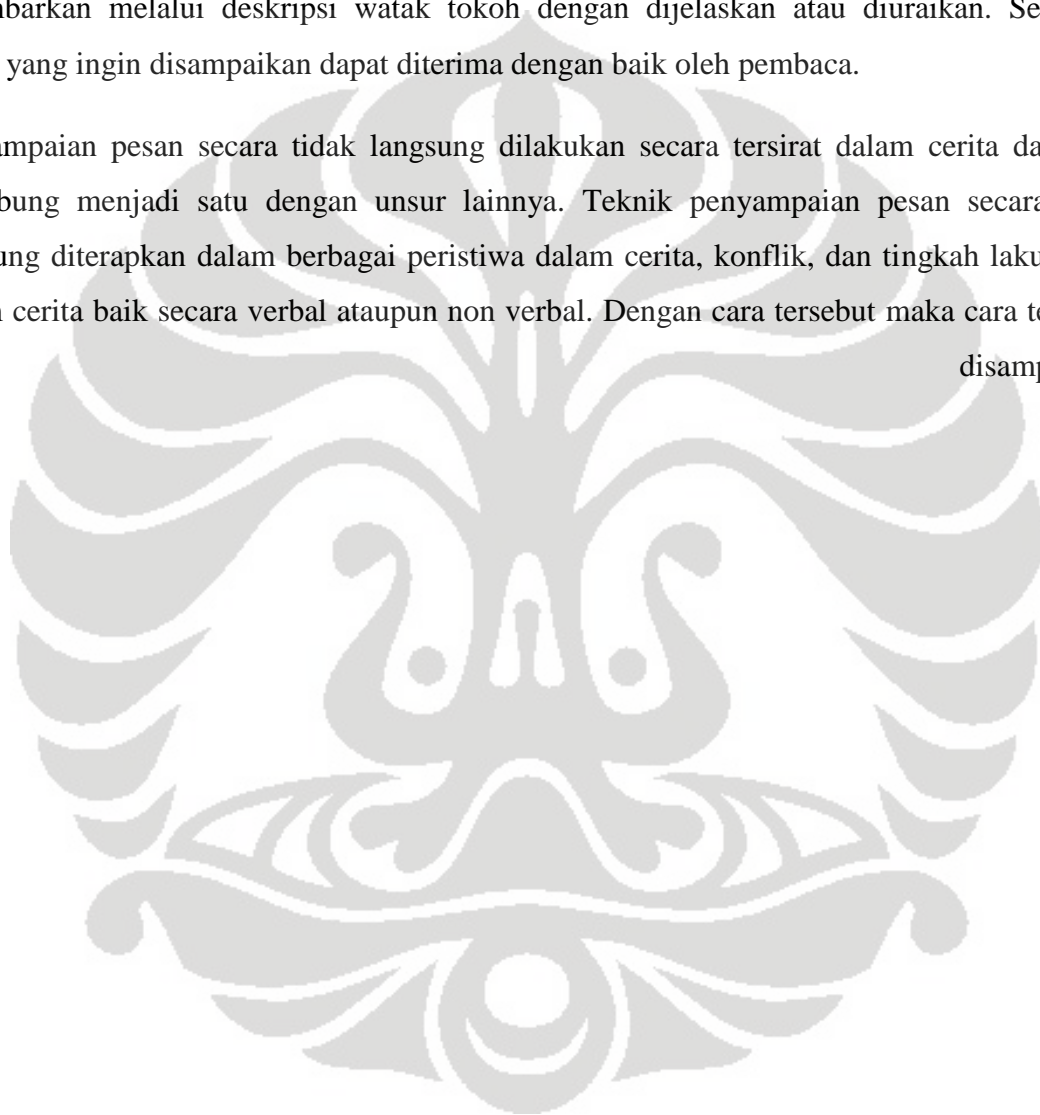 mbarkan melalui deskripsi watak tokoh dengan dijelaskan atau diuraikan. Se
yang ingin disampaikan dapat diterima dengan baik oleh pembaca.
ampaian pesan secara tidak langsung dilakukan secara tersirat dalam cerita da
bung menjadi satu dengan unsur lainnya. Teknik penyampaian pesan secara
ung diterapkan dalam berbagai peristiwa dalam cerita, konflik, dan tingkah laku
cerita baik secara verbal ataupun non verbal. Dengan cara tersebut maka cara te
disamp